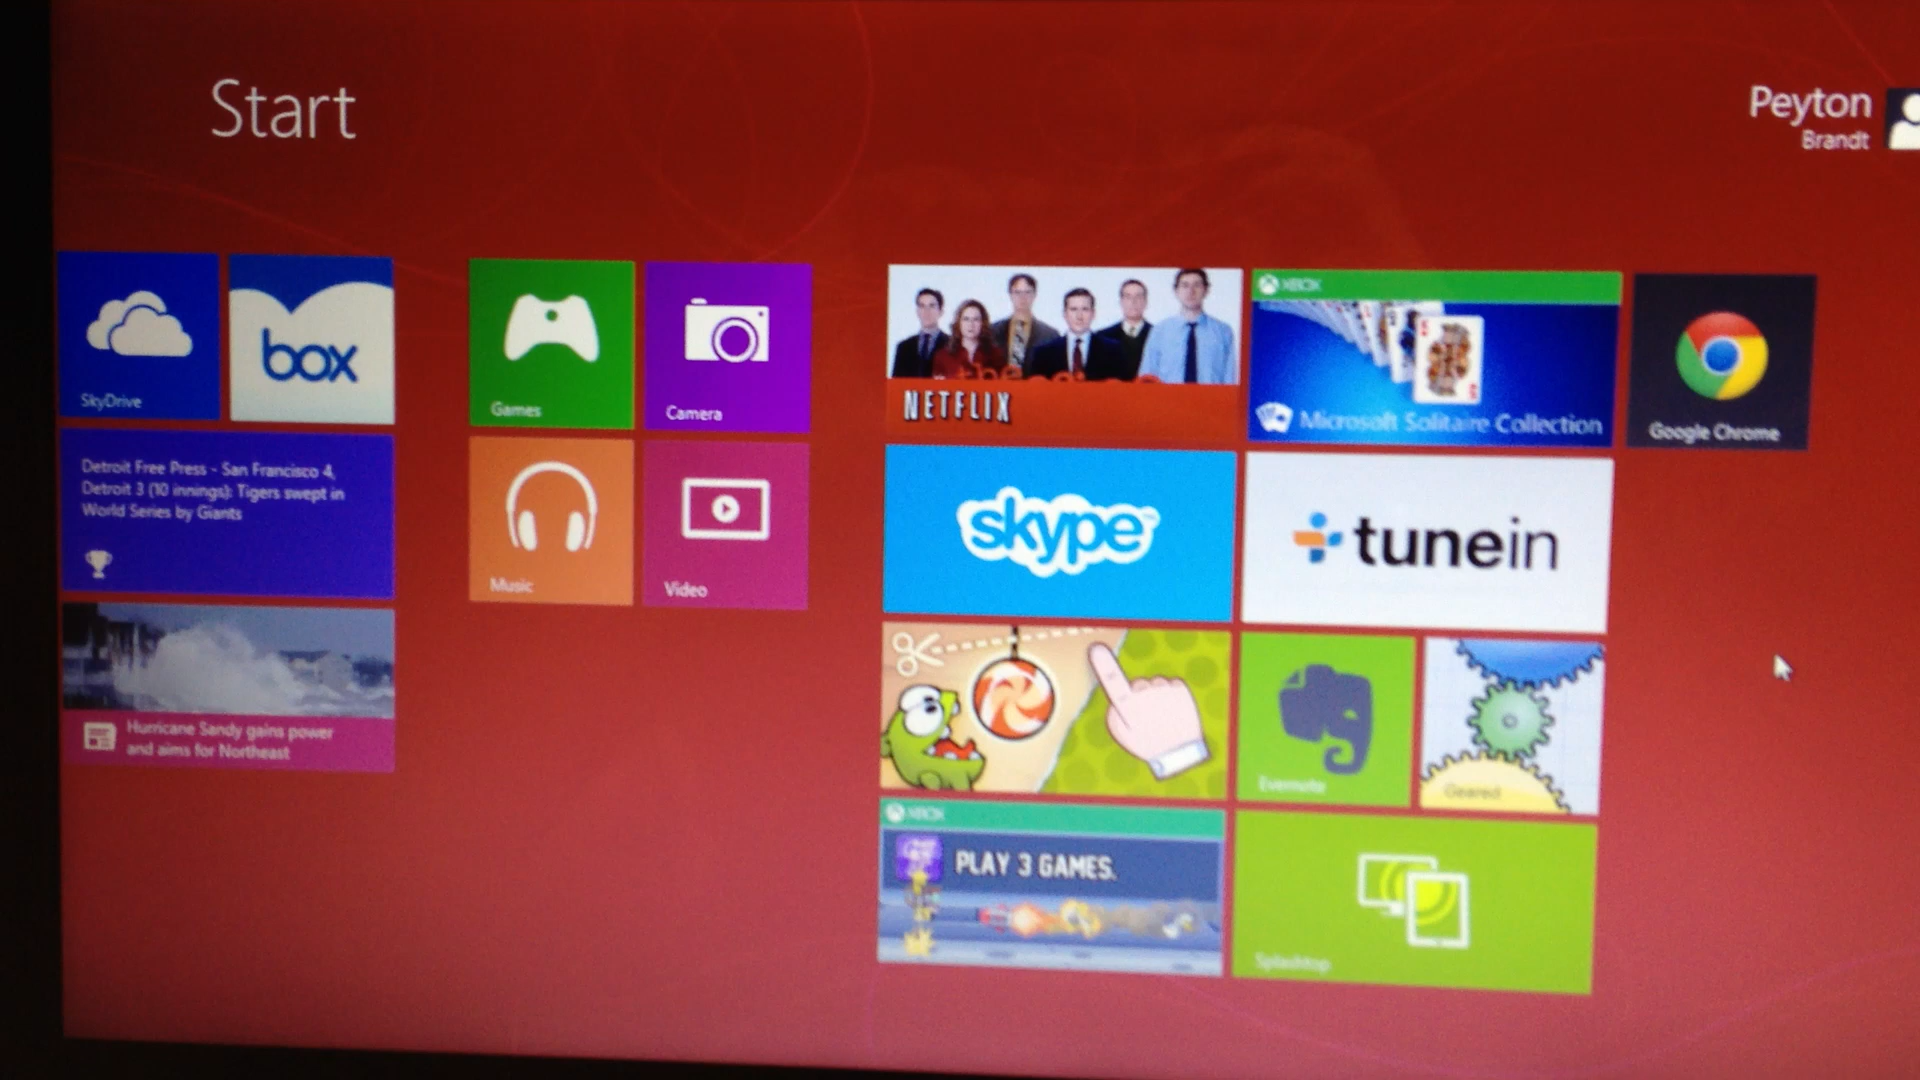 Start
Peyton
Brandt
SkyDrive
box
Detroit Free Press - San Francisco 4,
Detroit 3 (10 innings): Tigers swept in
World Series by Giants
Hurricane Sandy gains power
and aims for Northeast
Games
Camera
Music
Video
NETFLIX
XBOX
Microsoft Solitaire Collection
Google Chrome
skype
tunein
Evernote
Geared
XBOX
PLAY 3 GAMES.
Splashtop